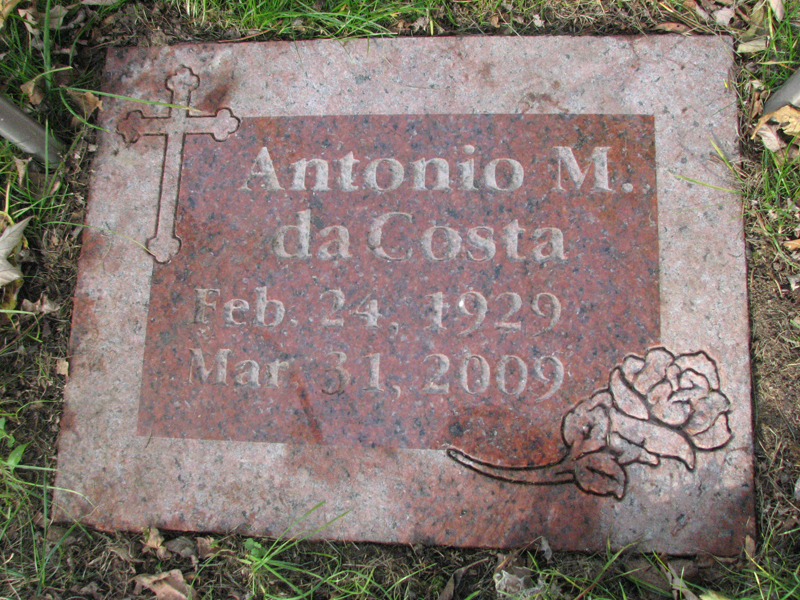 Antonio M.
da Costa
Feb. 24, 1929
Mar. 31, 2009